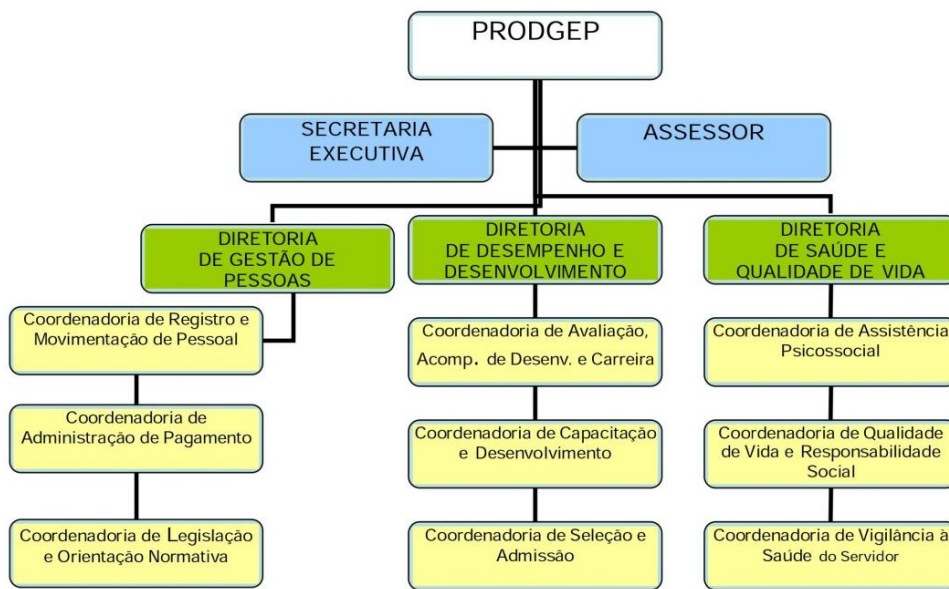 PRODGEP
SECRETARIA
EXECUTIVA
ASSESSOR
DIRETORIA
DE GESTÃO DE
PESSOAS
DIRETORIA
DE DESEMPENHO E
DESENVOLVIMENTO
DIRETORIA
DE SAÚDE E
QUALIDADE DE VIDA
Coordenadoria de Registro e
Movimentação de Pessoal
Coordenadoria de Avaliação,
Acomp. de Desenv. e Carreira
Coordenadoria de Assistência
Psicossocial
Coordenadoria de
Administração de Pagamento
Coordenadoria de Capacitação
e Desenvolvimento
Coordenadoria de Qualidade
de Vida e Responsabilidade
Social
Coordenadoria de Legislação
e Orientação Normativa
Coordenadoria de Seleção e
Admissão
Coordenadoria de Vigilância à
Saúde do Servidor